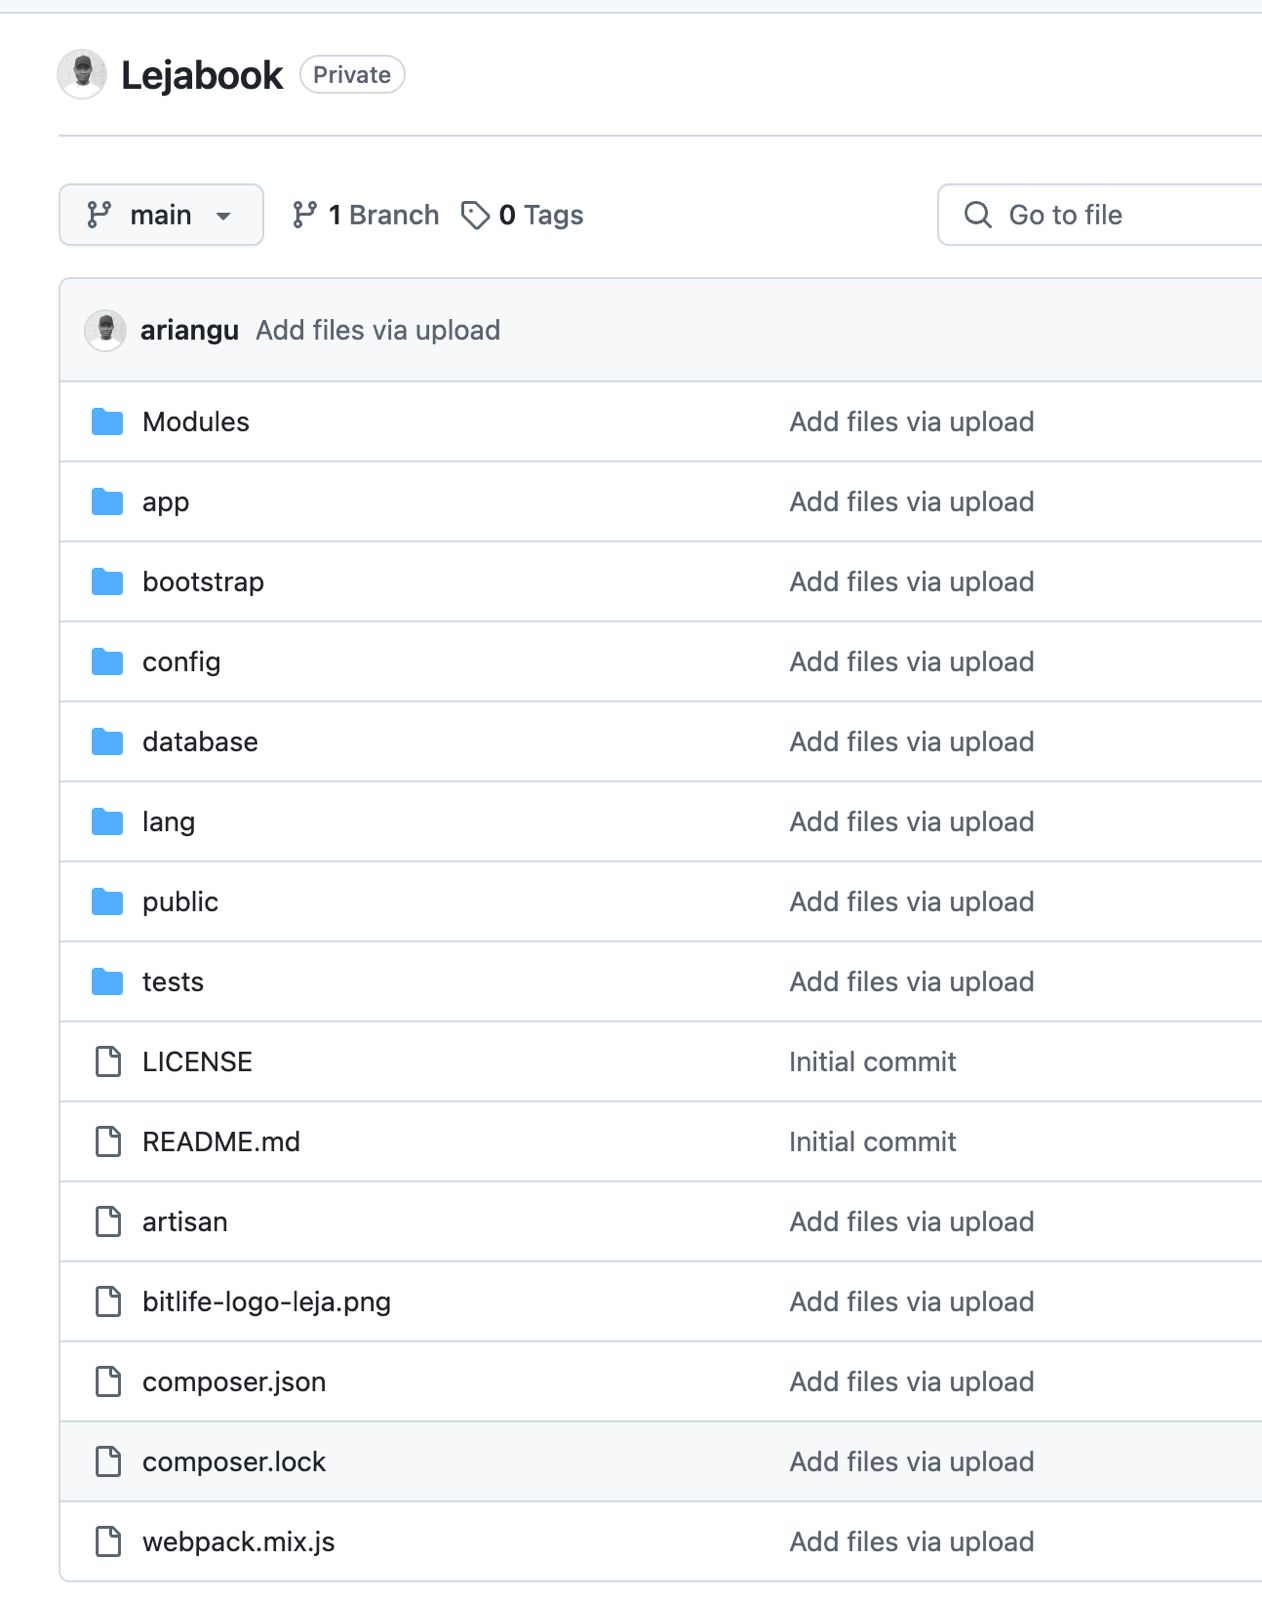 Lejabook Private
main 1 Branch 0 Tags Go to file
ariangu Add files via upload
Modules Add files via upload
app Add files via upload
bootstrap Add files via upload
config Add files via upload
database Add files via upload
lang Add files via upload
public Add files via upload
tests Add files via upload
LICENSE Initial commit
README.md Initial commit
artisan Add files via upload
bitlife-logo-leja.png Add files via upload
composer.json Add files via upload
composer.lock Add files via upload
webpack.mix.js Add files via upload